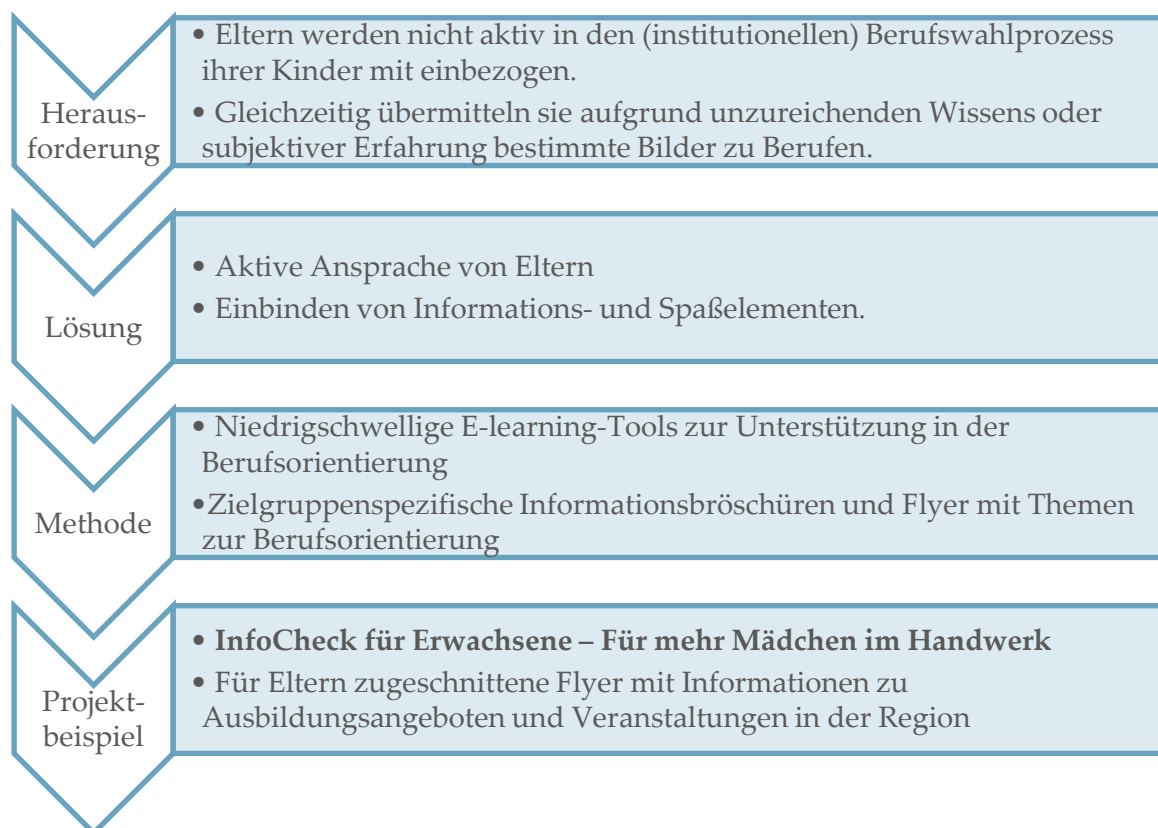 • Eltern werden nicht aktiv in den (institutionellen) Berufswahlprozess
ihrer Kinder mit einbezogen.
Heraus-
forderung
• Gleichzeitig übermitteln sie aufgrund unzureichenden Wissens oder
subjektiver Erfahrung bestimmte Bilder zu Berufen.
Lösung
• Aktive Ansprache von Eltern
• Einbinden von Informations- und Spaßelementen.
Methode
• Niedrigschwellige E-learning-Tools zur Unterstützung in der
Berufsorientierung
•Zielgruppenspezifische Informationsbröschüren und Flyer mit Themen
zur Berufsorientierung
Projekt-
beispiel
• InfoCheck für Erwachsene – Für mehr Mädchen im Handwerk
• Für Eltern zugeschnittene Flyer mit Informationen zu
Ausbildungsangeboten und Veranstaltungen in der Region